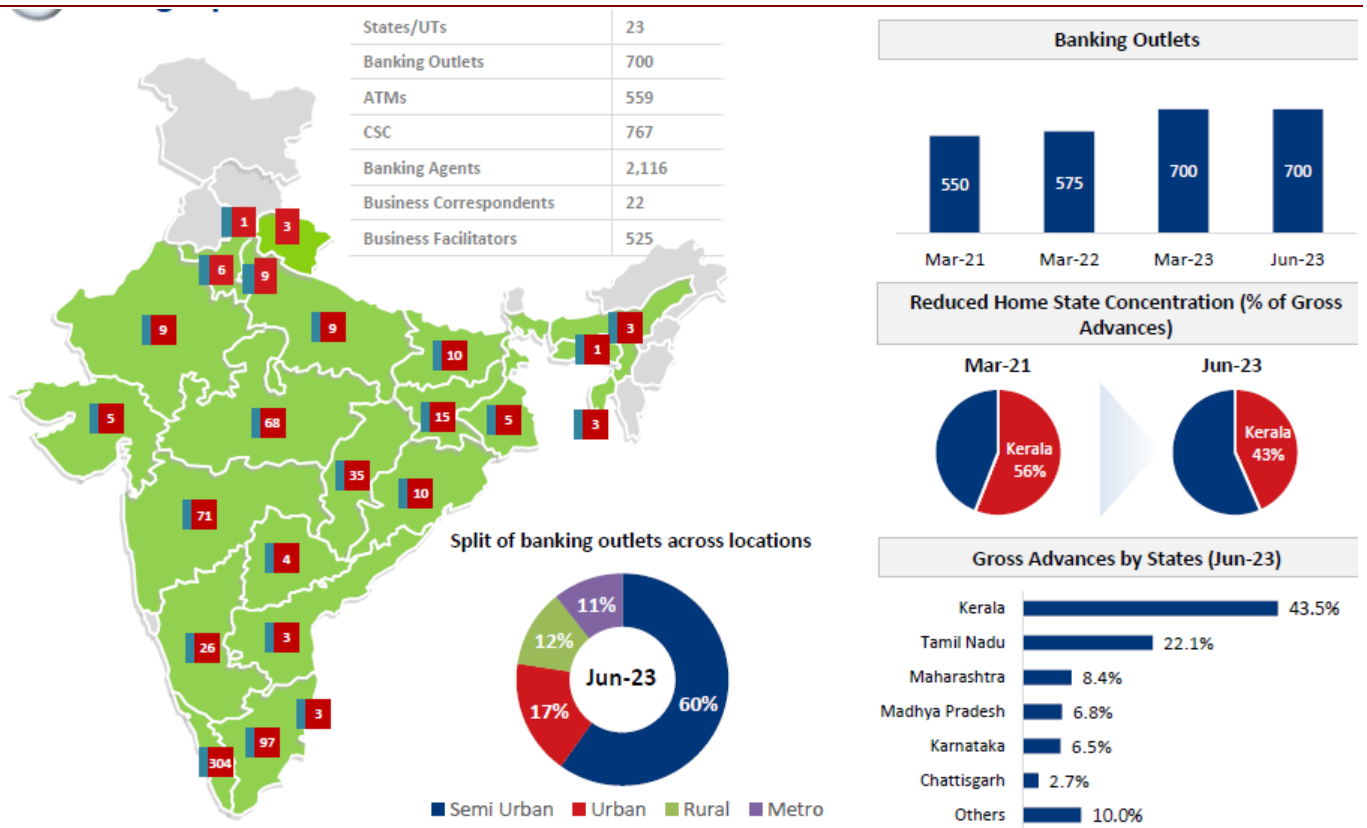 States/UTs 23
Banking Outlets 700
ATMs 559
CSC 767
Banking Agents 2,116
Business Correspondents 22
Business Facilitators 525
1
3
6
9
9
9
3
10
1
5
68
15
5
3
35
10
71
4
26
3
3
97
304
Split of banking outlets across locations
11%
12%
Jun-23
17%
60%
Semi Urban Urban Rural Metro
Banking Outlets
550 575 700 700
Mar-21 Mar-22 Mar-23 Jun-23
Reduced Home State Concentration (% of Gross
Advances)
Mar-21 Jun-23
Kerala
56%
Kerala
43%
Gross Advances by States (Jun-23)
Kerala 43.5%
Tamil Nadu 22.1%
Maharashtra 8.4%
Madhya Pradesh 6.8%
Karnataka 6.5%
Chattisgarh 2.7%
Others 10.0%